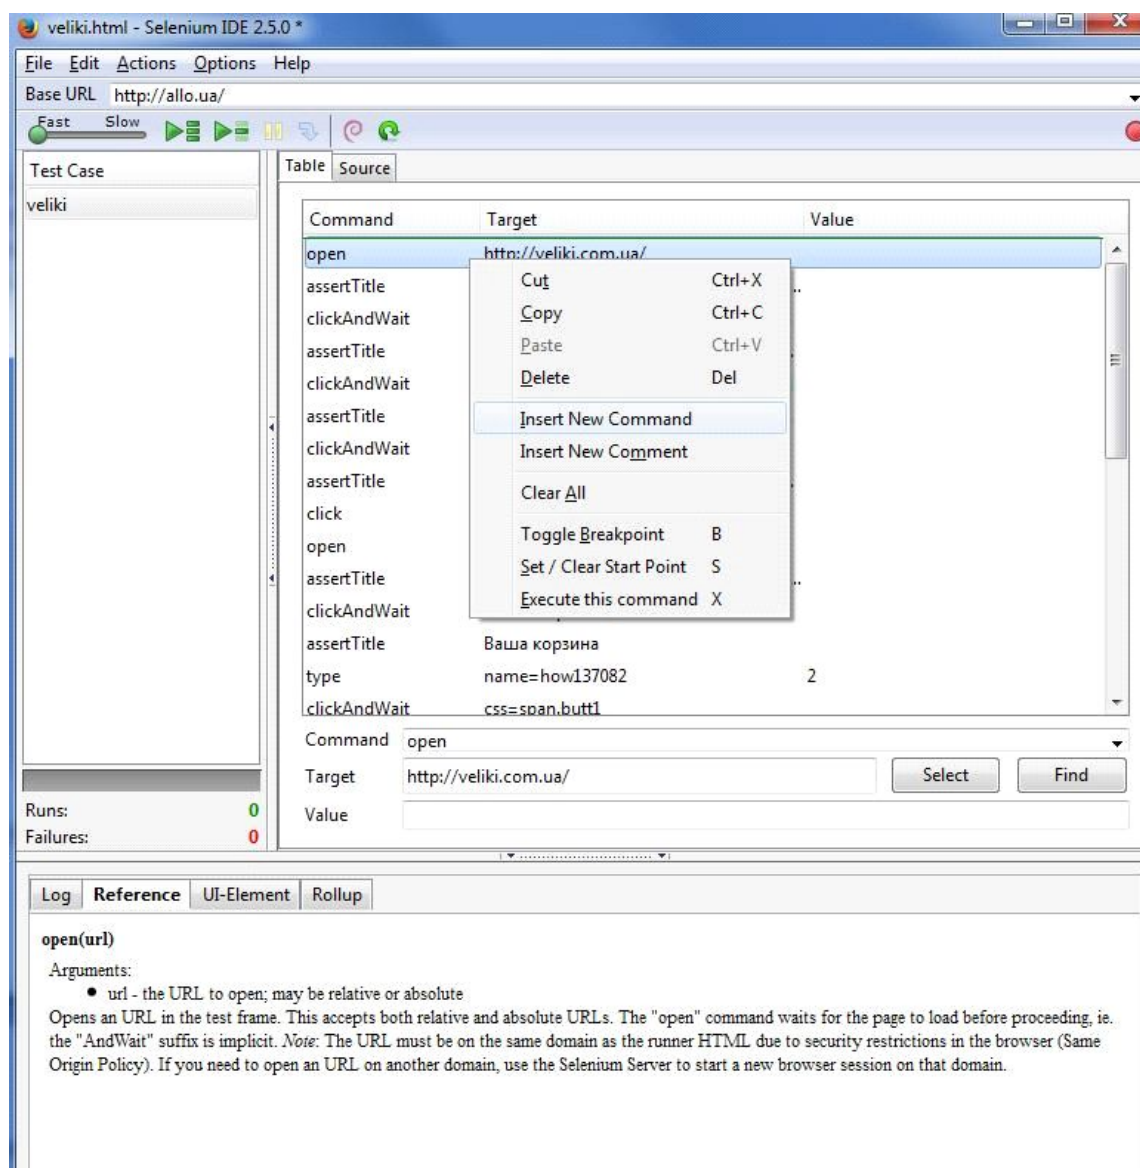 veliki.html - Selenium IDE 2.5.0 *
File Edit Actions Options Help
Base URL http://allo.ua/
Fast Slow
Test Case
veliki
Table Source
Command Target Value
open http://veliki.com.ua/
assertTitle
clickAndWait
assertTitle
clickAndWait
assertTitle
clickAndWait
assertTitle
click
open
assertTitle
clickAndWait
assertTitle Ваша корзина
type name=how137082 2
clickAndWait css=span.butt1
Cut Ctrl+X
Copy Ctrl+C
Paste Ctrl+V
Delete Del
Insert New Command
Insert New Comment
Clear All
Toggle Breakpoint B
Set / Clear Start Point S
Execute this command X
Command open
Target http://veliki.com.ua/ Select Find
Value
Runs: 0
Failures: 0
Log Reference UI-Element Rollup
open(url)
Arguments:
• url - the URL to open; may be relative or absolute
Opens an URL in the test frame. This accepts both relative and absolute URLs. The "open" command waits for the page to load before proceeding, ie.
the "AndWait" suffix is implicit. Note: The URL must be on the same domain as the runner HTML due to security restrictions in the browser (Same
Origin Policy). If you need to open an URL on another domain, use the Selenium Server to start a new browser session on that domain.